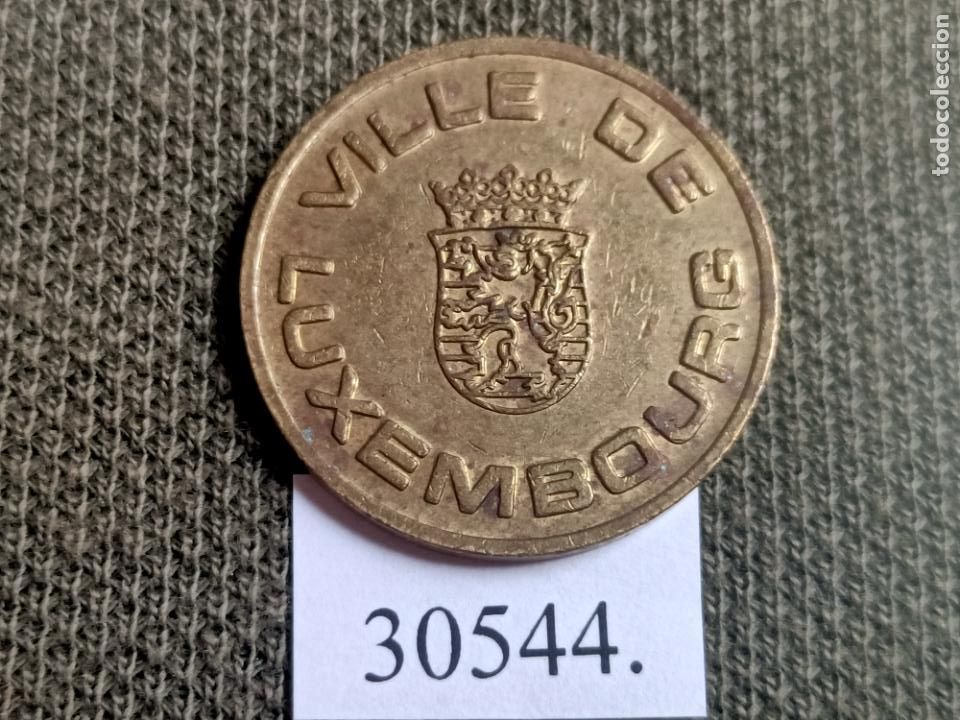 VILLE DE
LUXEMBOURG
30544.
todocoleccion